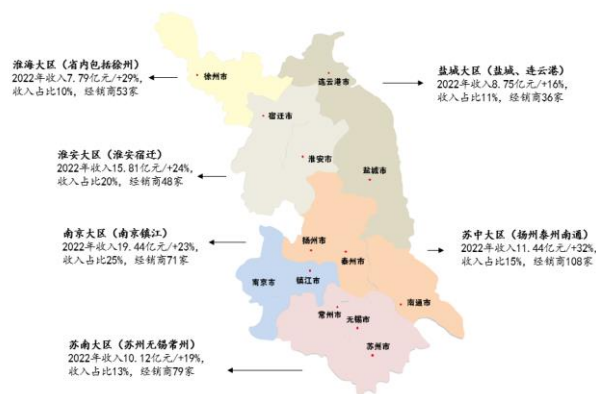 淮海大区（省内包括徐州）
2022年收入7.79亿元/+29%，
收入占比10%，经销商53家
徐州市
连云港市
盐城大区（盐城、连云港）
2022年收入8.75亿元/+16%，
收入占比11%，经销商36家
宿迁市
淮安大区（淮安宿迁）
2022年收入15.81亿元/+24%，
收入占比20%，经销商48家
淮安市
盐城市
南京大区（南京镇江）
2022年收入19.44亿元/+23%，
收入占比25%，经销商71家
扬州市
泰州市
苏中大区（扬州泰州南通）
2022年收入11.44亿元/+32%，
收入占比15%，经销商108家
南京市
镇江市
南通市
常州市
无锡市
苏州市
苏南大区（苏州无锡常州）
2022年收入10.12亿元/+19%，
收入占比13%，经销商79家